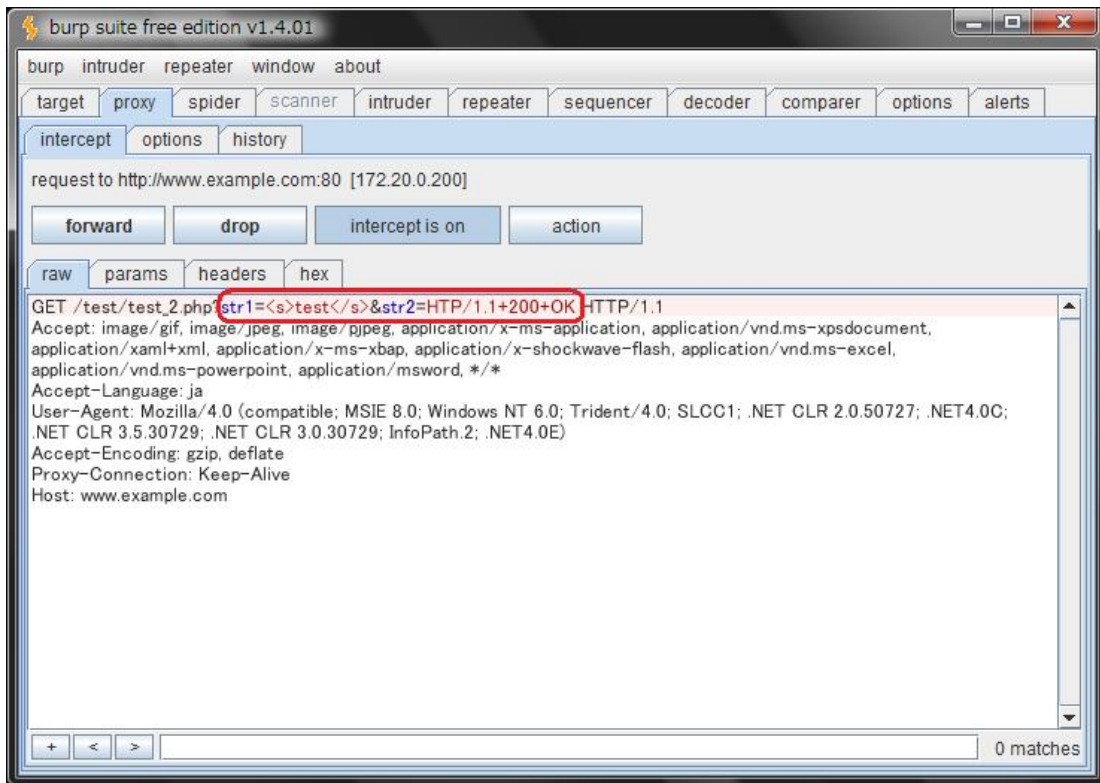 burp suite free edition v1.4.01
burp intruder repeater window about
target proxy spider scanner intruder repeater sequencer decoder comparer options alerts
intercept options history
request to http://www.example.com:80 [172.20.0.200]
forward drop intercept is on action
raw params headers hex
GET /test/test_2.php?str1=<s>test</s>&str2=HTP/1.1+200+OK HTTP/1.1
Accept: image/gif, image/jpeg, image/pjpeg, application/x-ms-application, application/vnd.ms-xpsdocument,
application/xaml+xml, application/x-ms-xbap, application/x-shockwave-flash, application/vnd.ms-excel,
application/vnd.ms-powerpoint, application/msword, */*
Accept-Language: ja
User-Agent: Mozilla/4.0 (compatible; MSIE 8.0; Windows NT 6.0; Trident/4.0; SLCC1; .NET CLR 2.0.50727; .NET4.0C;
.NET CLR 3.5.30729; .NET CLR 3.0.30729; InfoPath.2; .NET4.0E)
Accept-Encoding: gzip, deflate
Proxy-Connection: Keep-Alive
Host: www.example.com
+ < > 0 matches